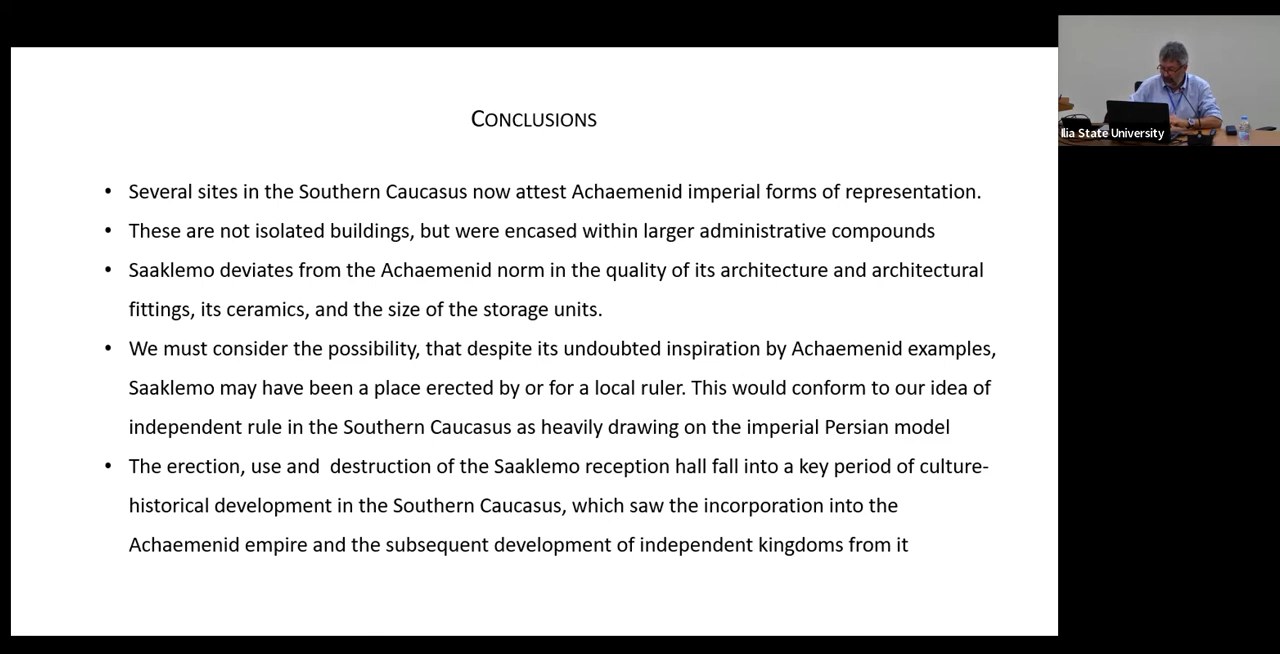 CONCLUSIONS
• Several sites in the Southern Caucasus now attest Achaemenid imperial forms of representation.
• These are not isolated buildings, but were encased within larger administrative compounds
• Saaklemo deviates from the Achaemenid norm in the quality of its architecture and architectural
fittings, its ceramics, and the size of the storage units.
• We must consider the possibility, that despite its undoubted inspiration by Achaemenid examples,
Saaklemo may have been a place erected by or for a local ruler. This would conform to our idea of
independent rule in the Southern Caucasus as heavily drawing on the imperial Persian model
• The erection, use and  destruction of the Saaklemo reception hall fall into a key period of culture-
historical development in the Southern Caucasus, which saw the incorporation into the
Achaemenid empire and the subsequent development of independent kingdoms from it
Ilia State University